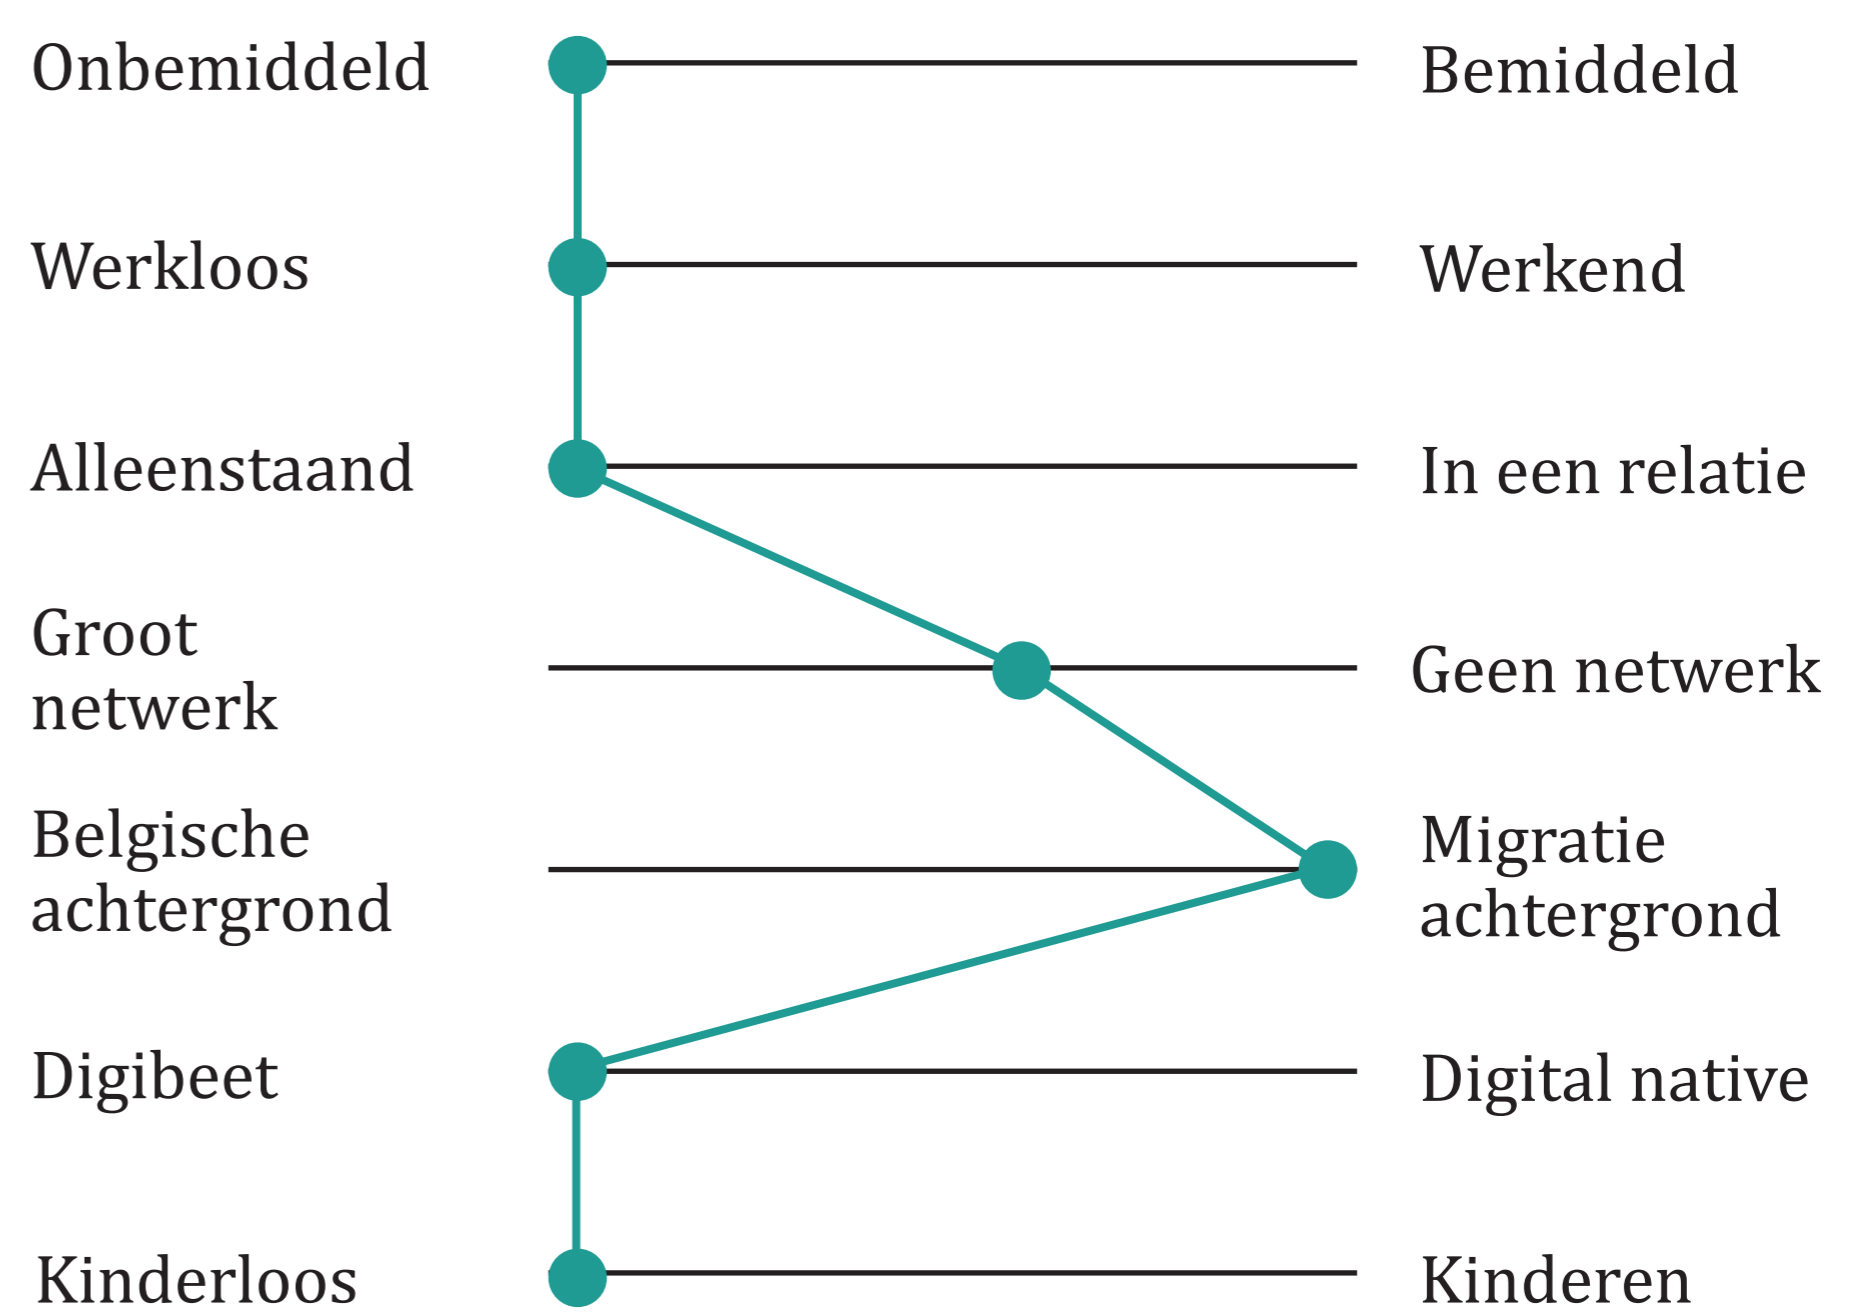 Onbemiddeld
Bemiddeld
Werkloos
Werkend
Alleenstaand
In een relatie
Groot
netwerk
Geen netwerk
Belgische
achtergrond
Migratie
achtergrond
Digibeet
Digital native
Kinderloos
Kinderen